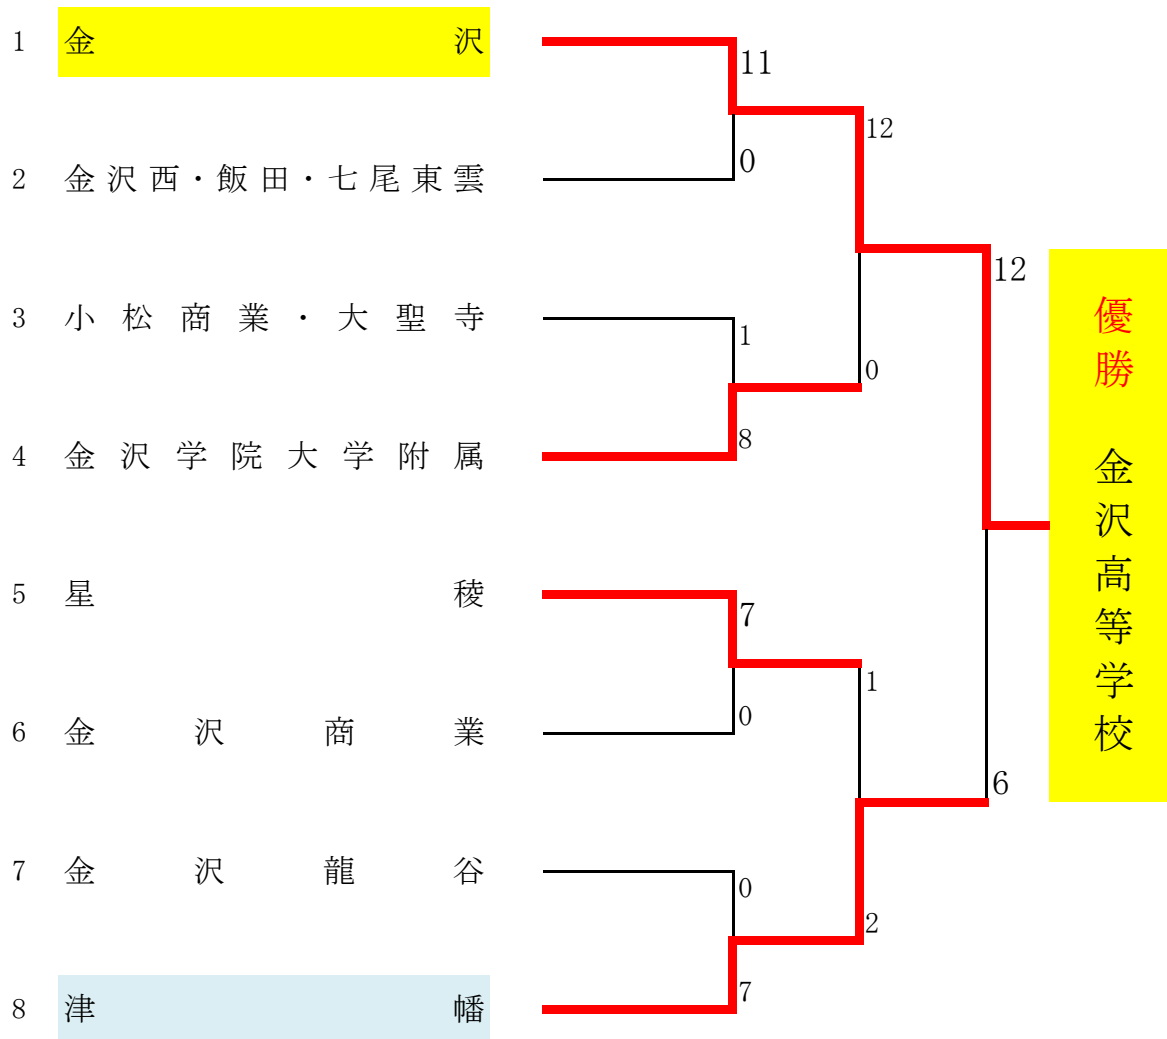 1 金沢
11
12
2 金沢西・飯田・七尾東雲
0
12
3 小松商業・大聖寺
1
0
4 金沢学院大学附属
8
5 星稜
7
1
6 金沢商業
0
6
7 金沢龍谷
0
2
8 津幡
7
優勝 金沢高等学校